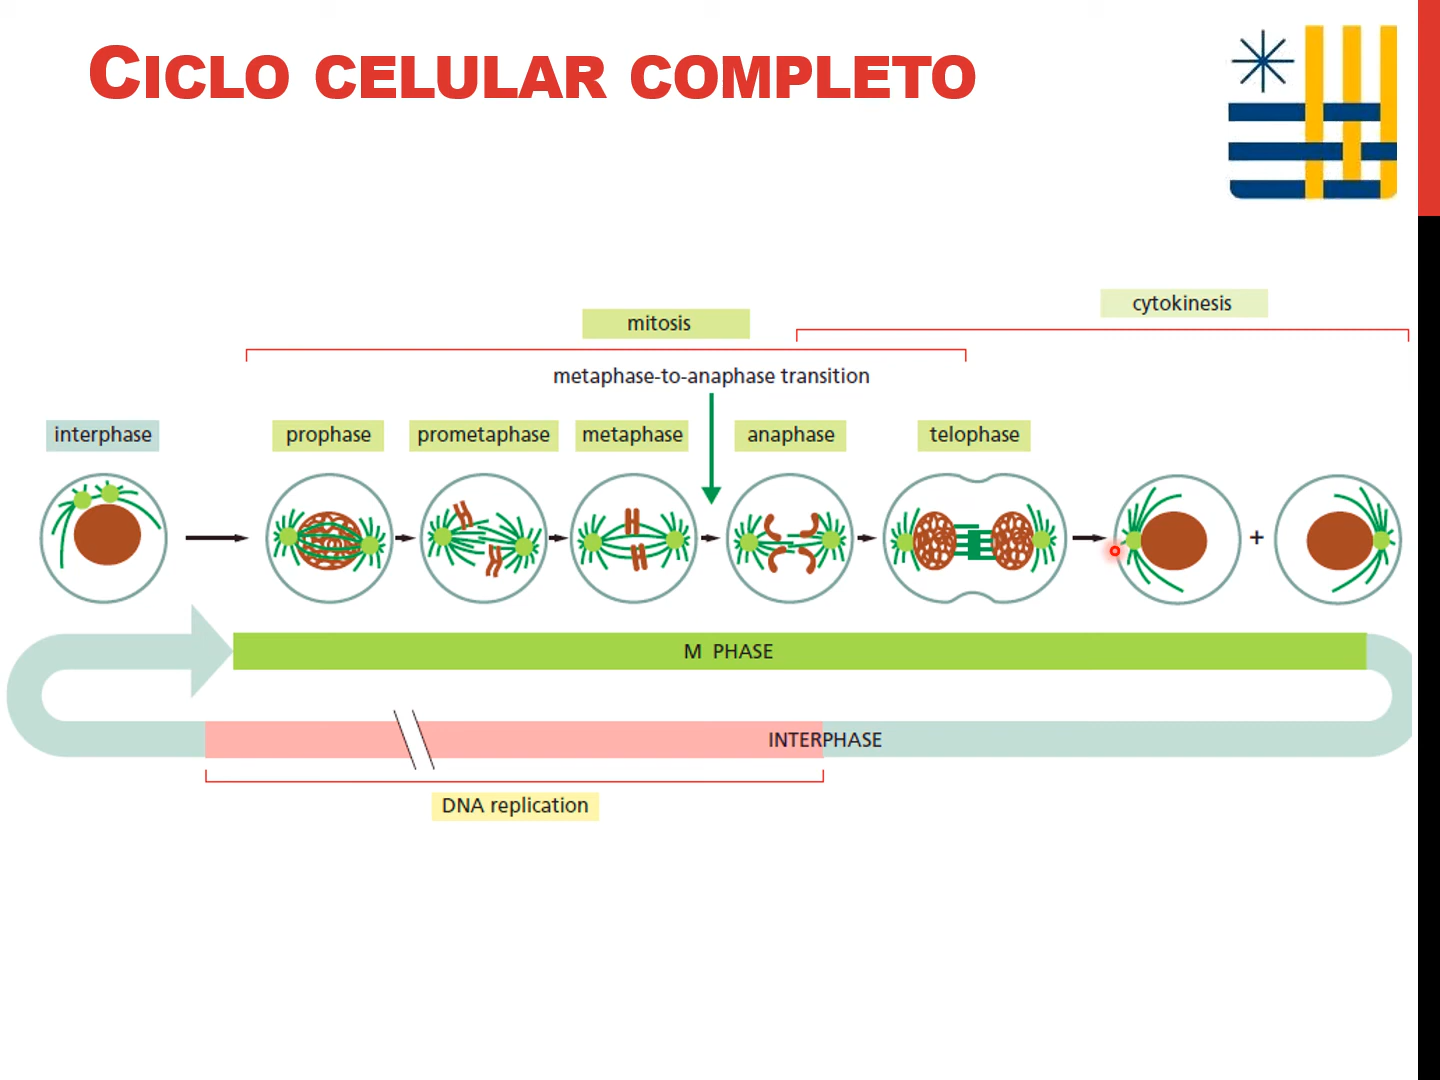 CICLO CELULAR COMPLETO
cytokinesis
mitosis
metaphase-to-anaphase transition
interphase
prophase
prometaphase
metaphase
anaphase
telophase
+
M PHASE
INTERPHASE
DNA replication